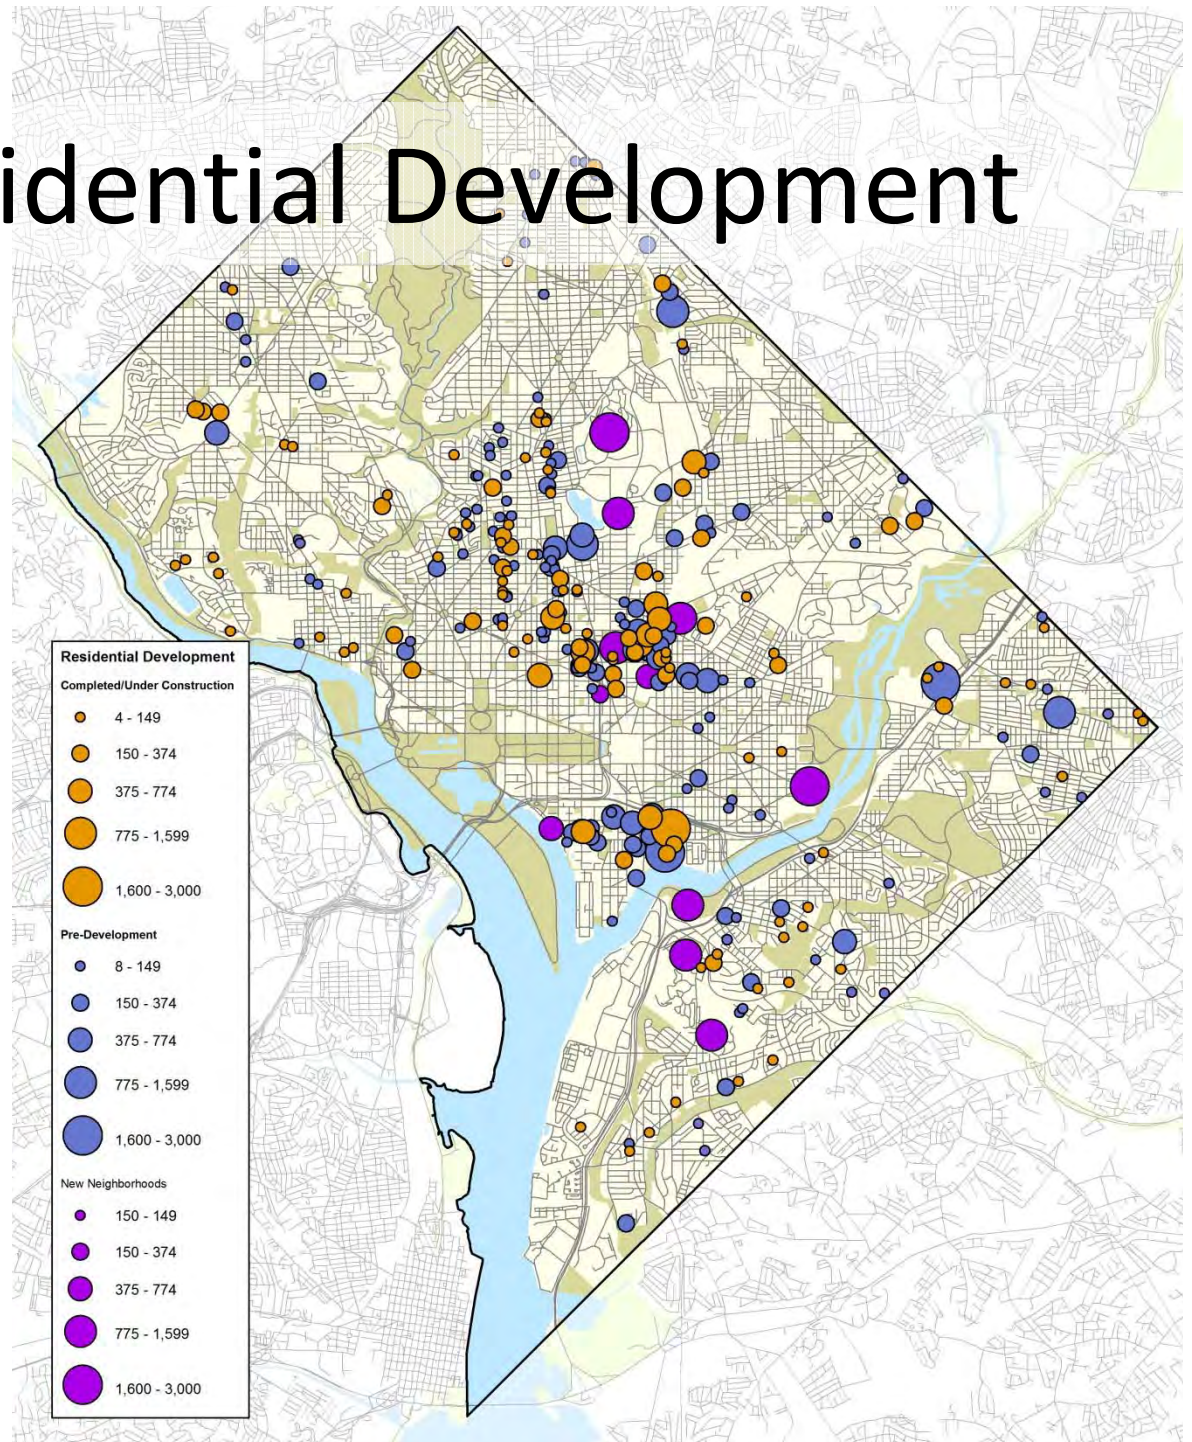 idential Development
Residential Development
Completed/Under Construction
4 - 149
150 - 374
375 - 774
775 - 1,599
1,600 - 3,000
Pre-Development
8 - 149
150 - 374
375 - 774
775 - 1,599
1,600 - 3,000
New Neighborhoods
150 - 149
150 - 374
375 - 774
775 - 1,599
1,600 - 3,000